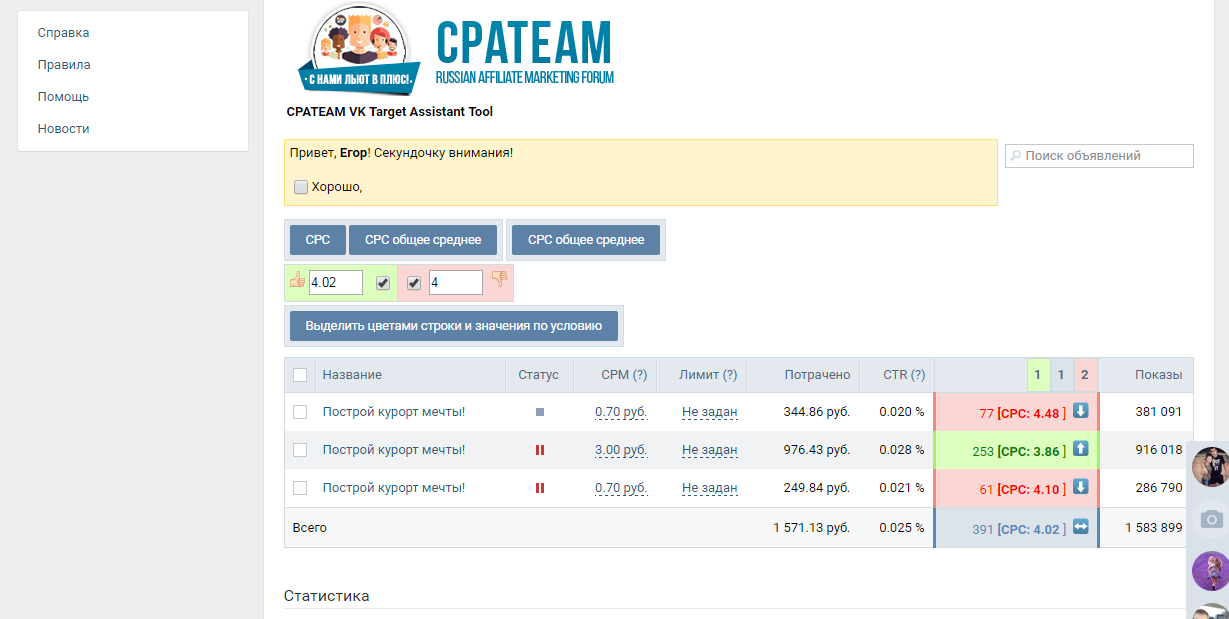 Справка
Правила
Помощь
Новости
· С НАМИ ЛЬЮТ В ПЛЮС! ·
CPATEAM
RUSSIAN AFFILIATE MARKETING FORUM
CPATEAM VK Target Assistant Tool
Привет, Егор! Секундочку внимания!
Хорошо,
Поиск объявлений
CPC CPC общее среднее CPC общее среднее
4.02 4
Выделить цветами строки и значения по условию
Название Статус CPM (?) Лимит (?) Потрачено CTR (?) 1 1 2 Показы
Построй курорт мечты! 0.70 руб. Не задан 344.86 руб. 0.020 % 77 [CPC: 4.48 ] 381 091
Построй курорт мечты! 3.00 руб. Не задан 976.43 руб. 0.028 % 253 [CPC: 3.86 ] 916 018
Построй курорт мечты! 0.70 руб. Не задан 249.84 руб. 0.021 % 61 [CPC: 4.10 ] 286 790
Всего 1 571.13 руб. 0.025 % 391 [CPC: 4.02 ] 1 583 899
Статистика